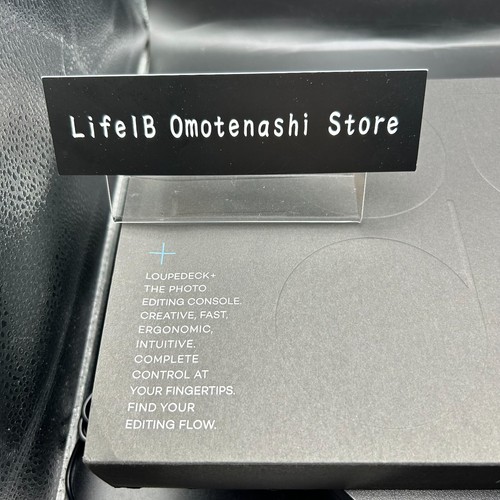 LifelB Omotenashi Store
LOUPEDECK+
THE PHOTO
EDITING CONSOLE.
CREATIVE, FAST,
ERGONOMIC,
INTUITIVE.
COMPLETE
CONTROL AT
YOUR FINGERTIPS.
FIND YOUR
EDITING FLOW.